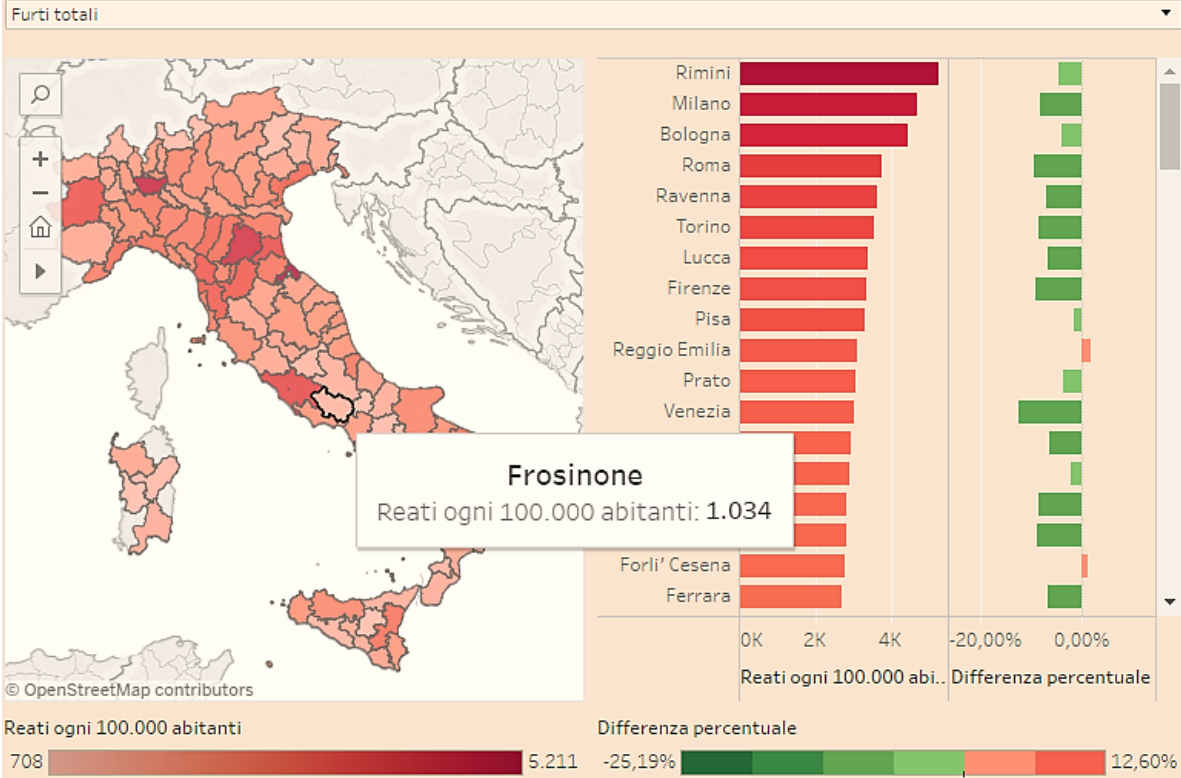 Furti totali
Rimini
Milano
Bologna
Roma
Ravenna
Torino
Lucca
Firenze
Pisa
Reggio Emilia
Prato
Venezia
Frosinone
Reati ogni 100.000 abitanti: 1.034
Forli' Cesena
Ferrara
0K 2K 4K -20,00% 0,00%
Reati ogni 100.000 abi.. Differenza percentuale
© OpenStreetMap contributors
Reati ogni 100.000 abitanti
708 5.211
Differenza percentuale
-25,19% 12,60%